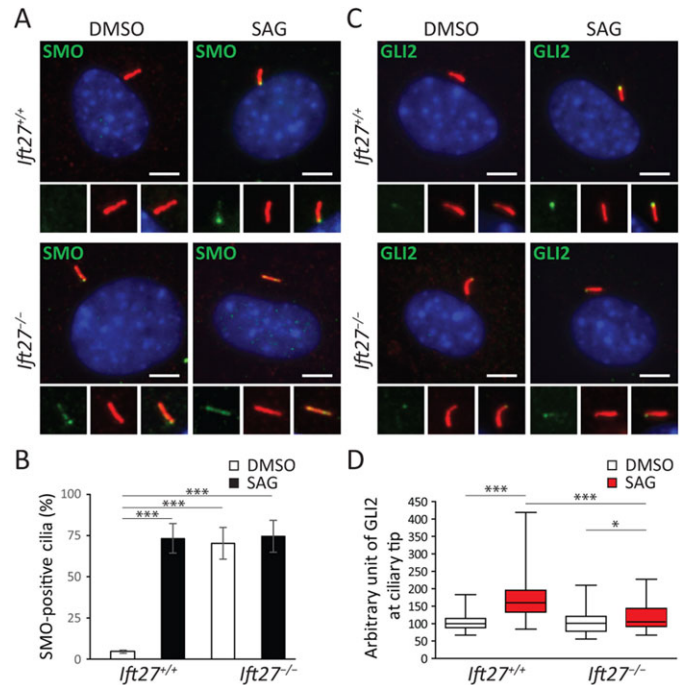 A
DMSO SAG
SMO SMO
Ift27+/+
SMO SMO
Ift27−/−
C
DMSO SAG
GLI2 GLI2
Ift27+/+
GLI2 GLI2
Ift27−/−
B
DMSO
SAG
***
***
***
SMO-positive cilia (%)
100
75
50
25
0
Ift27+/+ Ift27−/−
D
DMSO
SAG
*** ***
*
Arbitrary unit of GLI2
at ciliary tip
450
400
350
300
250
200
150
100
50
0
Ift27+/+ Ift27−/−